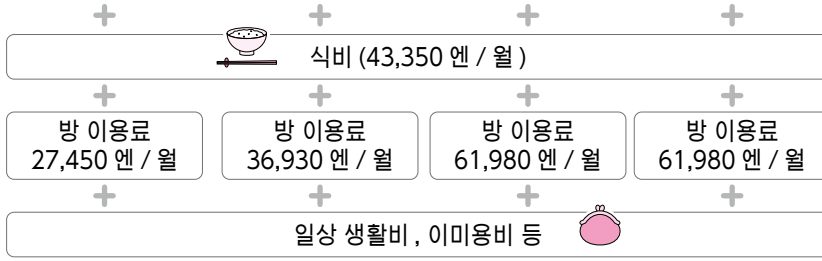 식비 (43,350 엔 / 월 )
방 이용료
27,450 엔 / 월
방 이용료
36,930 엔 / 월
방 이용료
61,980 엔 / 월
방 이용료
61,980 엔 / 월
일상 생활비 , 이미용비 등